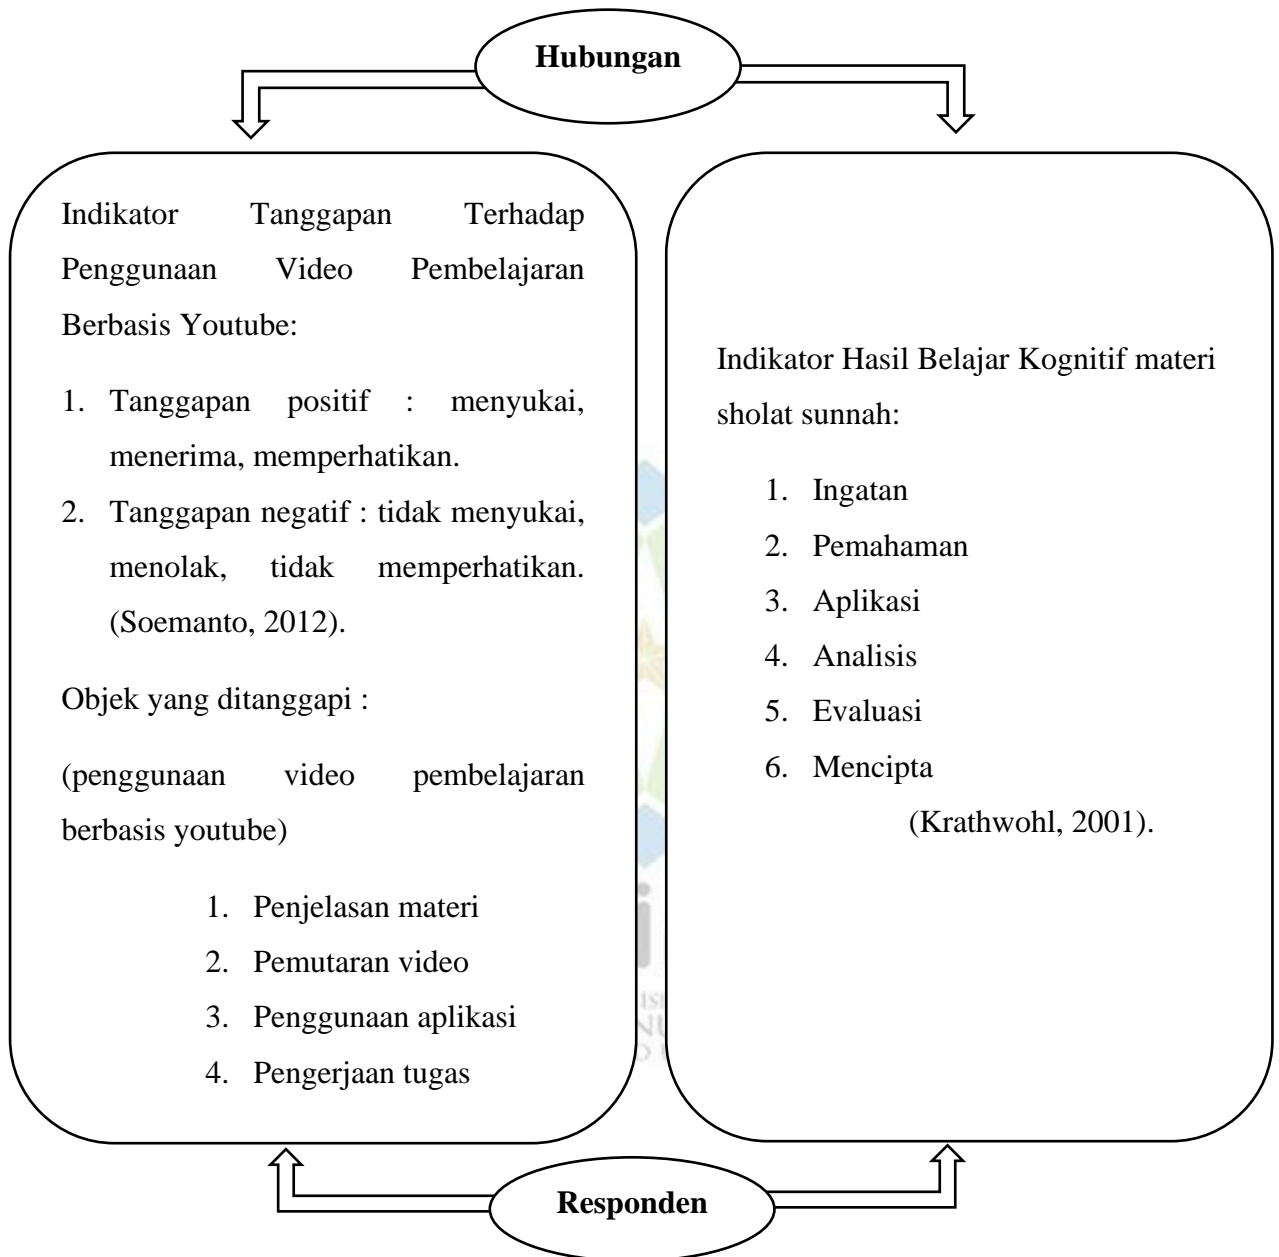 Hubungan
Indikator Tanggapan Terhadap
Penggunaan Video Pembelajaran
Berbasis Youtube:
1. Tanggapan positif : menyukai,
menerima, memperhatikan.
2. Tanggapan negatif : tidak menyukai,
menolak, tidak memperhatikan.
(Soemanto, 2012).
Objek yang ditanggapi :
(penggunaan video pembelajaran
berbasis youtube)
1. Penjelasan materi
2. Pemutaran video
3. Penggunaan aplikasi
4. Pengerjaan tugas
Indikator Hasil Belajar Kognitif materi
sholat sunnah:
1. Ingatan
2. Pemahaman
3. Aplikasi
4. Analisis
5. Evaluasi
6. Mencipta
(Krathwohl, 2001).
Responden